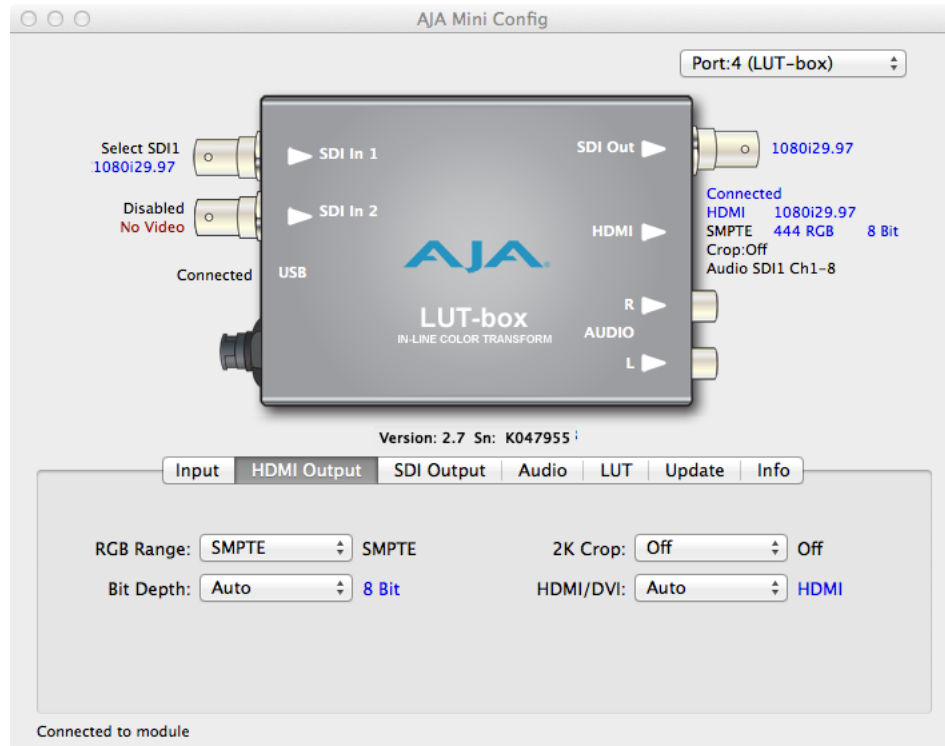 AJA Mini Config
Port:4 (LUT-box)
Select SDI1
1080i29.97
SDI In 1
SDI Out
1080i29.97
Disabled
No Video
SDI In 2
HDMI
Connected
HDMI 1080i29.97
SMPTE 444 RGB 8 Bit
Crop:Off
Audio SDI1 Ch1-8
Connected
USB
AJA
LUT-box
IN-LINE COLOR TRANSFORM
R
AUDIO
L
Version: 2.7 Sn: K047955
Input HDMI Output SDI Output Audio LUT Update Info
RGB Range: SMPTE SMPTE 2K Crop: Off Off
Bit Depth: Auto 8 Bit HDMI/DVI: Auto HDMI
Connected to module